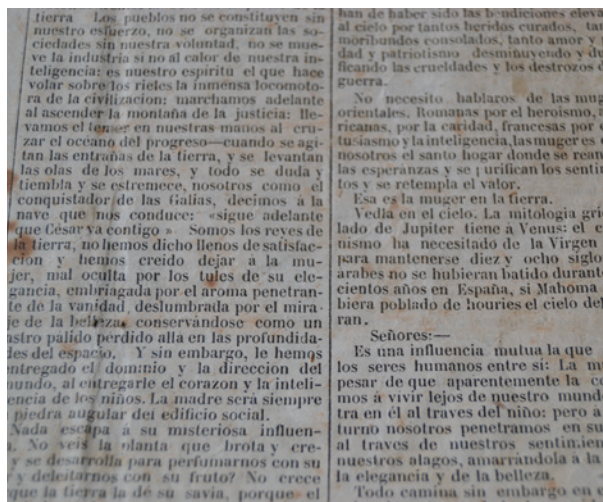 tierra Los pueblos no se constituyen sin
nuestro esfuerzo, no se organizan las so-
ciedades sin nuestra voluntad, no se mue-
ve la industria si no al calor de nuestra in-
teligencia: es nuestro espiritu el que hace
volar sobre los rieles la inmensa locomoto-
ra de la civilizacion: marchamos adelante
al ascender la montaña de la justicia: lle-
vamos el en nuestras manos al cru-
zar el oceano del progreso—cuando se agi-
tan las entrañas de la tierra, y se levantan
las olas de los mares, y todo se duda y
tiembla y se estremece, nosotros como el
conquistador de las Galias, decimos á la
nave que nos conduce: «sigue adelante
que César va contigo» Somos los reyes de
la tierra, no hemos dicho llenos de satisfac-
cion y hemos creido dejar á la mu-
jer, mal oculta por los tules de su ele-
gancia, embriagada por el aroma penetran-
te de la vanidad, deslumbrada por el mira-
je de la belleza, conservándose como un
astro pálido perdido allá en las profundida-
des del espacio. Y sin embargo, le hemos
entregado el dominio y la direccion del
mundo, al entregarle el corazon y la inteli-
encia de los niños. La madre será siempre
piedra augular del edificio social.
Nada escapa á su misteriosa influen-
. No veis la planta que brota y cre-
y se desarrolla para perfumarnos con su
y deleitarnos con su fruto? No crece
que la tierra la dé su savia, porque el
han de haber sido las bendiciones eleva
al cielo por tantos heridos curados, tan
moribundos consolados, tanto amor y
dad y patriotismo desminuyendo y du
ficando las crueldades y los destrozos d
guerra.
No necesito hablaros de las mug
orientales. Romanas por el heroismo, a
ricanas, por la caridad, francesas por e
tusiasmo y la inteligencia, las muger es e
nosotros el santo hogar donde se rean
las esperanzas y se purifican los sentin
tos y se retempla el valor.
Esa es la muger en la tierra.
Vedla en el cielo. La mitología gri
lado de Jupiter tiene á Venus: el c
nismo ha necesitado de la Virgen
para mantenerse diez y ocho siglo
arabes no se hubieran batido durant
cientos años en España, si Mahoma
biera poblado de houries el cielo del
ran.
Señores:—
Es una influencia mutua la que
los seres humanos entre si: La m
pesar de que aparentemente la co
mos á vivir lejos de nuestro mund
tra en él al traves del niño: pero á
turno nosotros penetramos en su
al traves de nuestros sentimien
nuestros alagos, amarrándola á la
la elegancia y de la belleza.
Todo camina sin embargo en